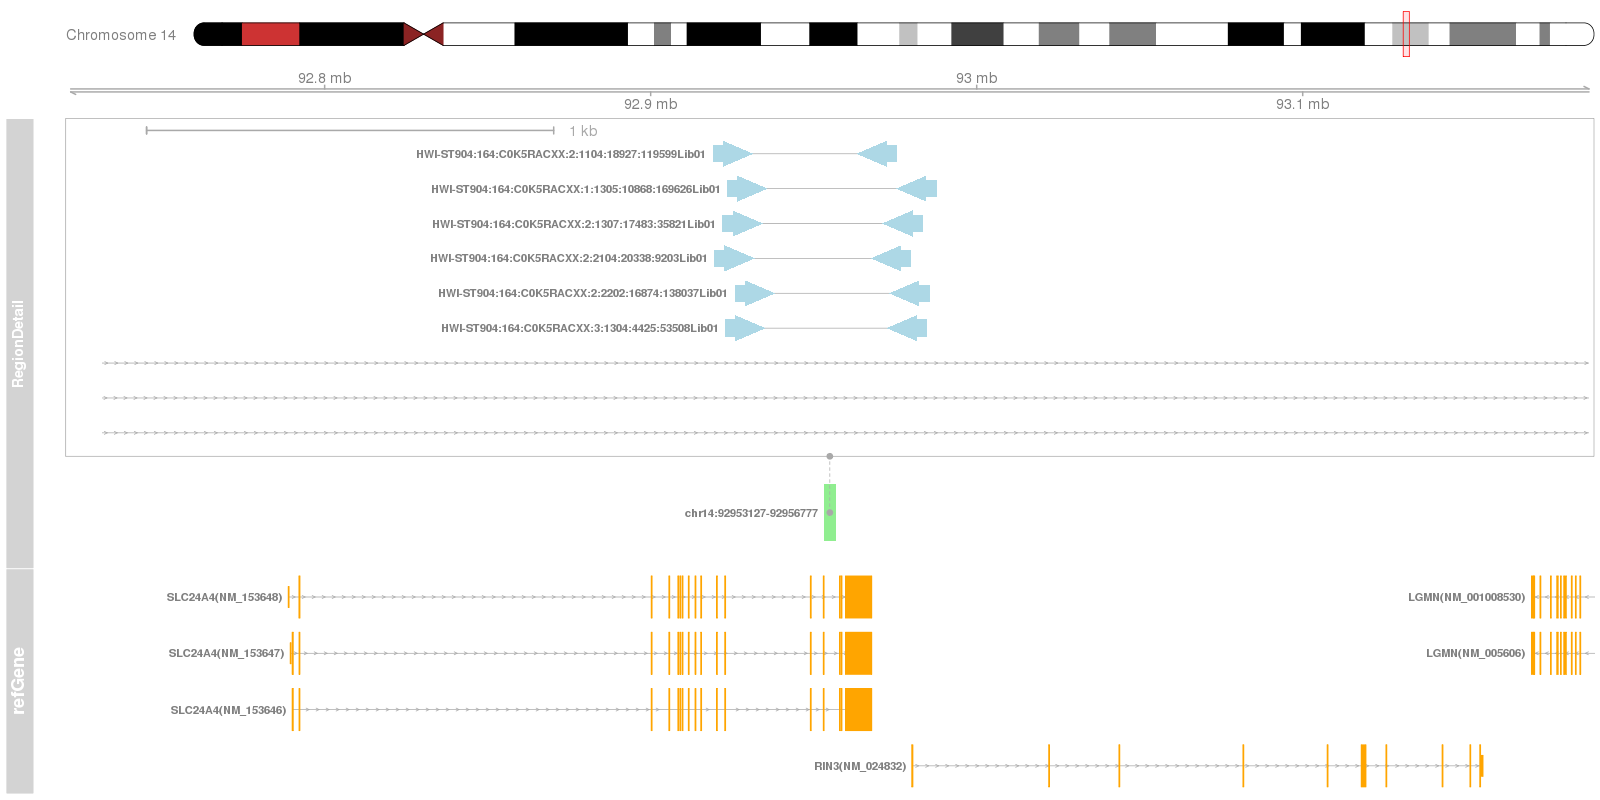 Chromosome 14
92.8 mb
93 mb
92.9 mb
93.1 mb
RegionDetail
1 kb
HWI-ST904:164:C0K5RACXX:2:1104:18927:119599Lib01
HWI-ST904:164:C0K5RACXX:1:1305:10868:169626Lib01
HWI-ST904:164:C0K5RACXX:2:1307:17483:35821Lib01
HWI-ST904:164:C0K5RACXX:2:2104:20338:9203Lib01
HWI-ST904:164:C0K5RACXX:2:2202:16874:138037Lib01
HWI-ST904:164:C0K5RACXX:3:1304:4425:53508Lib01
chr14:92953127-92956777
refGene
SLC24A4(NM_153648)
LGMN(NM_001008530)
SLC24A4(NM_153647)
LGMN(NM_005606)
SLC24A4(NM_153646)
RIN3(NM_024832)